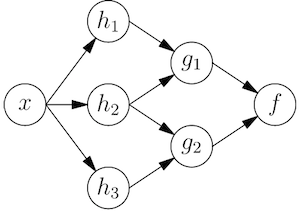 h₁
g₁
x
h₂
f
g₂
h₃